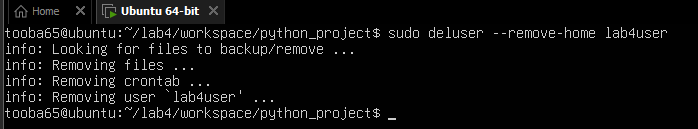 Home
Ubuntu 64-bit
tooba65@ubuntu:~/lab4/workspace/python_project$ sudo deluser --remove-home lab4user
info: Looking for files to backup/remove ...
info: Removing files ...
info: Removing crontab ...
info: Removing user `lab4user' ...
tooba65@ubuntu:~/lab4/workspace/python_project$ _